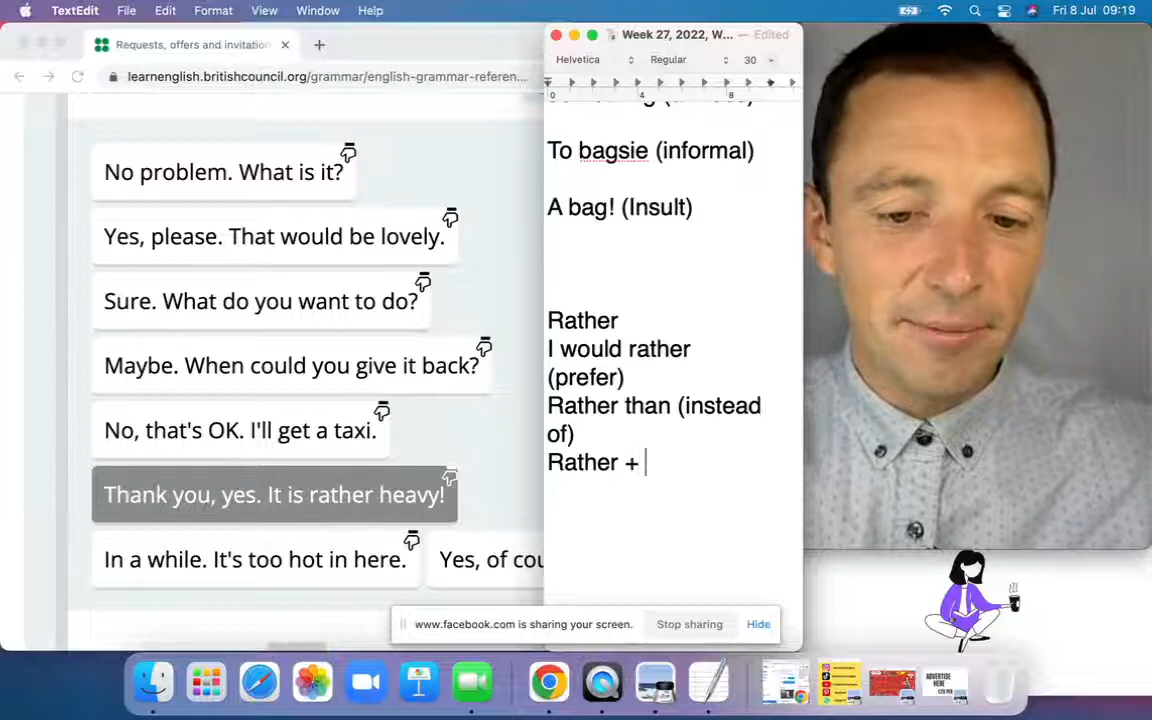 TextEdit File Edit Format View Window Help
Fri 8 Jul 09:19
Requests, offers and invitation
learnenglish.britishcouncil.org/grammar/english-grammar-referen...
No problem. What is it?
Yes, please. That would be lovely.
Sure. What do you want to do?
Maybe. When could you give it back?
No, that's OK. I'll get a taxi.
Thank you, yes. It is rather heavy!
In a while. It's too hot in here.
Yes, of cou
Week 27, 2022, W... — Edited
Helvetica Regular 30
0 4 8
To bagsie (informal)
A bag! (Insult)
Rather
I would rather
(prefer)
Rather than (instead
of)
Rather +
www.facebook.com is sharing your screen. Stop sharing Hide
ADVERTISE
HERE